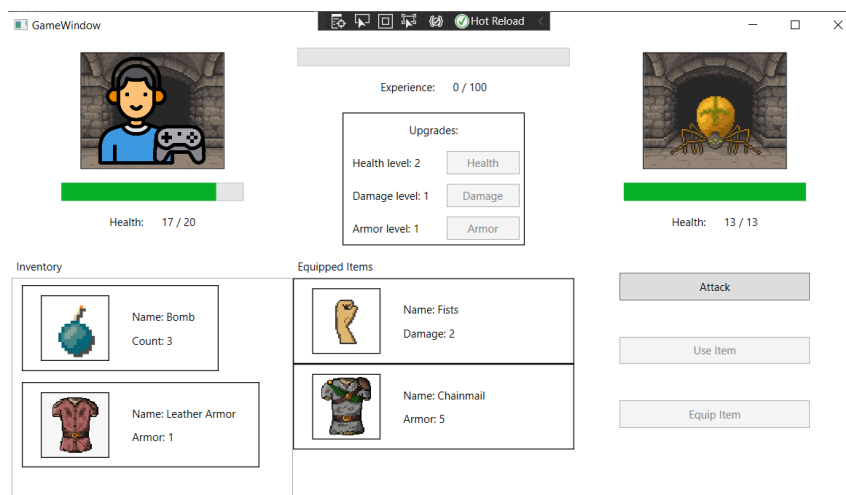 GameWindow
Hot Reload
Experience: 0 / 100
Upgrades:
Health level: 2 Health
Damage level: 1 Damage
Armor level: 1 Armor
Health: 17 / 20
Health: 13 / 13
Inventory
Equipped Items
Name: Bomb
Count: 3
Name: Leather Armor
Armor: 1
Name: Fists
Damage: 2
Name: Chainmail
Armor: 5
Attack
Use Item
Equip Item